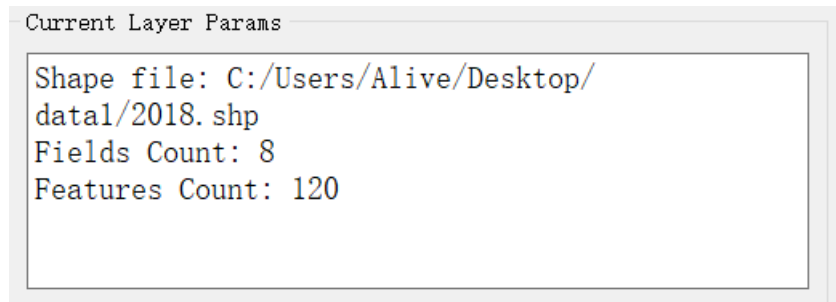 Current Layer Params
Shape file: C:/Users/Alive/Desktop/
data1/2018.shp
Fields Count: 8
Features Count: 120